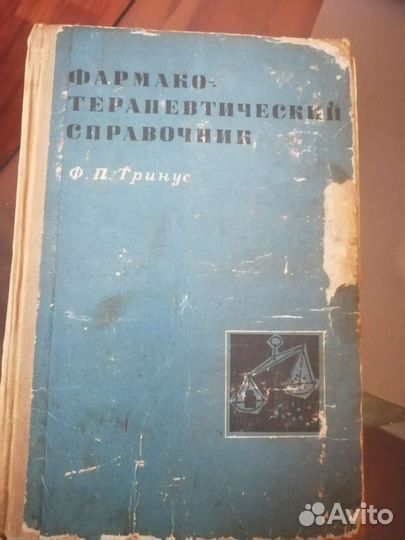 ФАРМАКО-
ТЕРАПЕВТИЧЕСКИЙ
СПРАВОЧНИК
Ф. П. Тринус
Avito